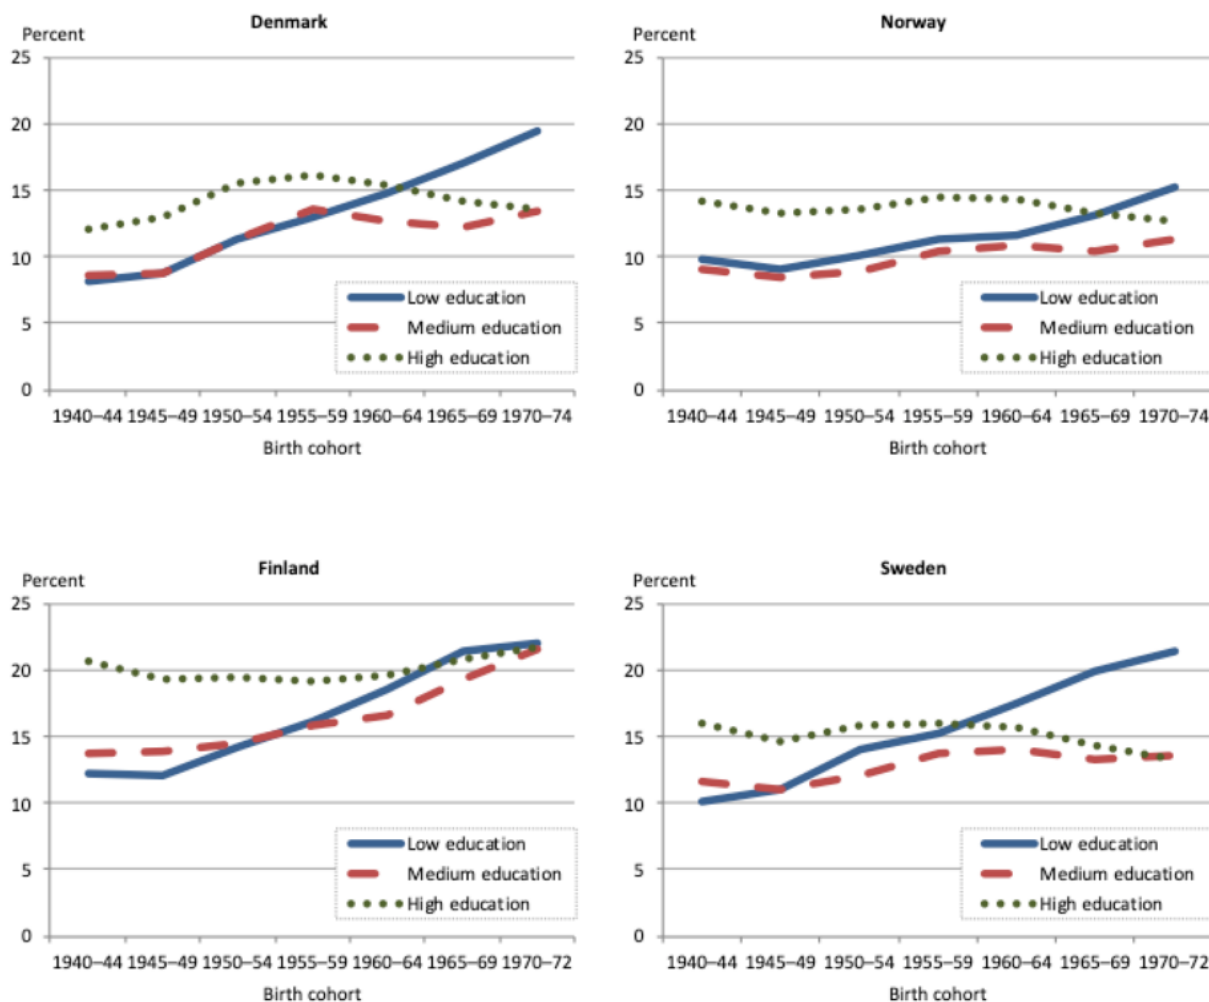 Denmark
Percent
25
20
15
10
5
0
Low education
Medium education
High education
1940–44 1945–49 1950–54 1955–59 1960–64 1965–69 1970–74
Birth cohort
Norway
Percent
25
20
15
10
5
0
Low education
Medium education
High education
1940–44 1945–49 1950–54 1955–59 1960–64 1965–69 1970–74
Birth cohort
Finland
Percent
25
20
15
10
5
0
Low education
Medium education
High education
1940–44 1945–49 1950–54 1955–59 1960–64 1965–69 1970–72
Birth cohort
Sweden
Percent
25
20
15
10
5
0
Low education
Medium education
High education
1940–44 1945–49 1950–54 1955–59 1960–64 1965–69 1970–72
Birth cohort